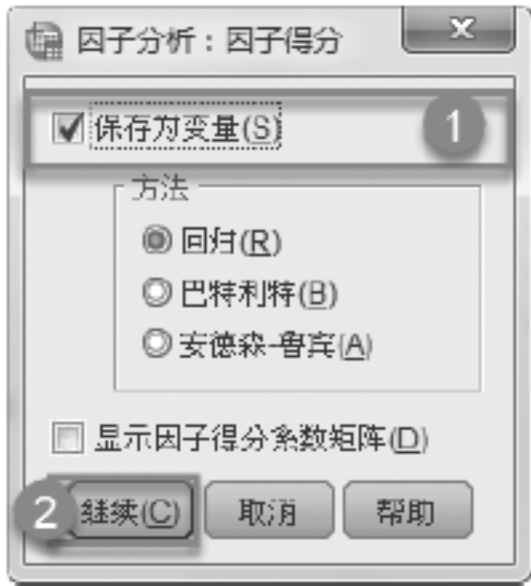 因子分析：因子得分
保存为变量(S)
1
方法
回归(R)
巴特利特(B)
安德森-鲁宾(A)
显示因子得分系数矩阵(D)
2 继续(C) 取消 帮助